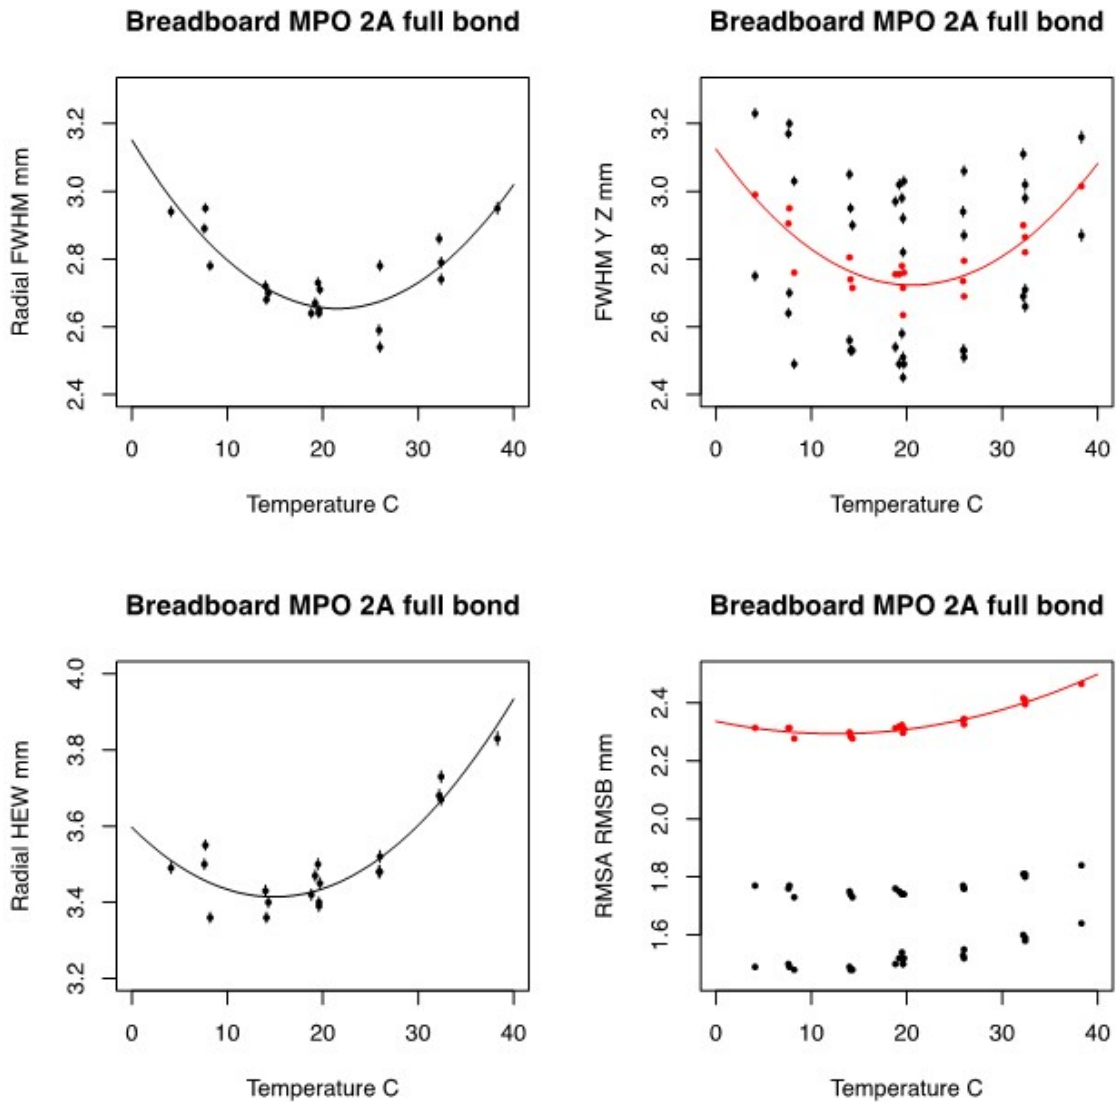 Breadboard MPO 2A full bond
Radial FWHM mm
3.2
3.0
2.8
2.6
2.4
0 10 20 30 40
Temperature C
Breadboard MPO 2A full bond
FWHM Y Z mm
3.2
3.0
2.8
2.6
2.4
0 10 20 30 40
Temperature C
Breadboard MPO 2A full bond
Radial HEW mm
4.0
3.8
3.6
3.4
3.2
0 10 20 30 40
Temperature C
Breadboard MPO 2A full bond
RMSA RMSB mm
2.4
2.2
2.0
1.8
1.6
0 10 20 30 40
Temperature C